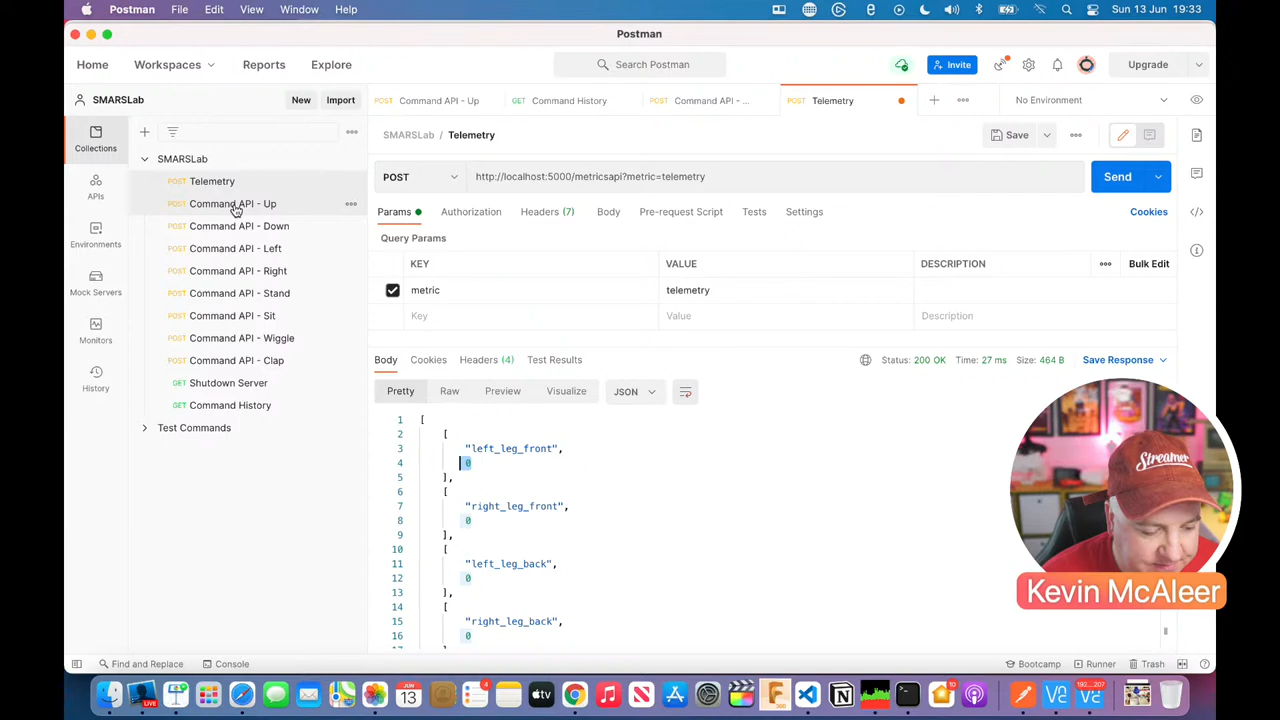 Postman File Edit View Window Help Sun 13 Jun 19:33
Postman
Home Workspaces Reports Explore Search Postman Invite Upgrade
SMARSLab New Import
POST Command API - Up GET Command History POST Command API - ... POST Telemetry No Environment
SMARSLab / Telemetry Save
POST http://localhost:5000/metricsapi?metric=telemetry Send
Params Authorization Headers (7) Body Pre-request Script Tests Settings Cookies
Query Params
KEY VALUE DESCRIPTION Bulk Edit
metric telemetry
Key Value Description
Collections
APIs
Environments
Mock Servers
Monitors
History
SMARSLab
POST Telemetry
POST Command API - Up
POST Command API - Down
POST Command API - Left
POST Command API - Right
POST Command API - Stand
POST Command API - Sit
POST Command API - Wiggle
POST Command API - Clap
GET Shutdown Server
GET Command History
Test Commands
Body Cookies Headers (4) Test Results Status: 200 OK Time: 27 ms Size: 464 B Save Response
Pretty Raw Preview Visualize JSON
1 [
2 [
3 "left_leg_front",
4 0
5 ],
6 [
7 "right_leg_front",
8 0
9 ],
10 [
11 "left_leg_back",
12 0
13 ],
14 [
15 "right_leg_back",
16 0
Streamer
Kevin McAleer
Find and Replace Console Bootcamp Runner Trash